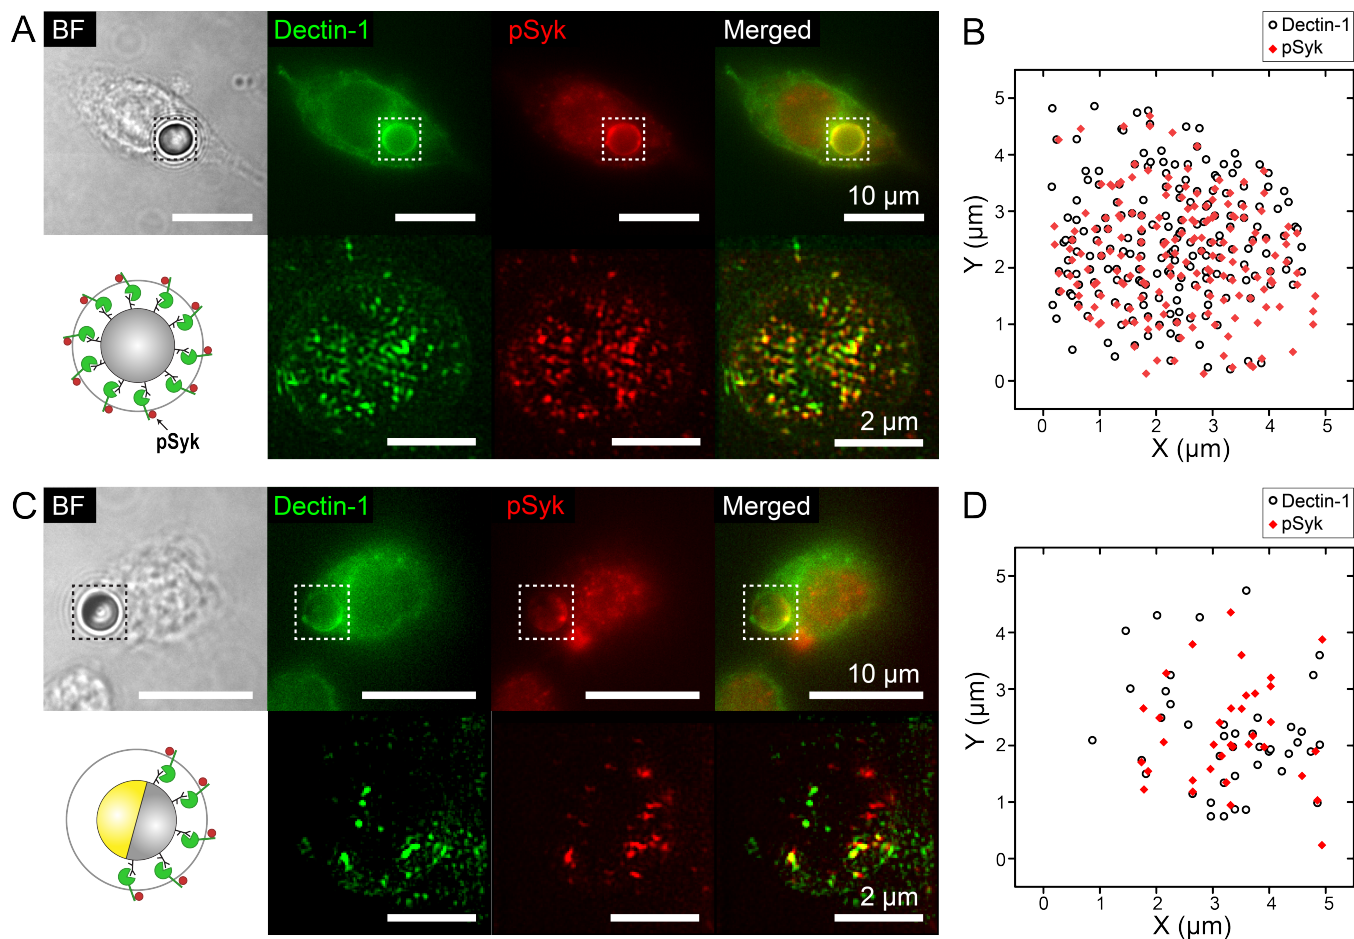 A
BF
Dectin-1
pSyk
Merged
10 µm
pSyk
2 µm
B
Dectin-1
pSyk
5
4
3
2
1
0
Y (µm)
0 1 2 3 4 5
X (µm)
C
BF
Dectin-1
pSyk
Merged
10 µm
2 µm
D
Dectin-1
pSyk
5
4
3
2
1
0
Y (µm)
0 1 2 3 4 5
X (µm)